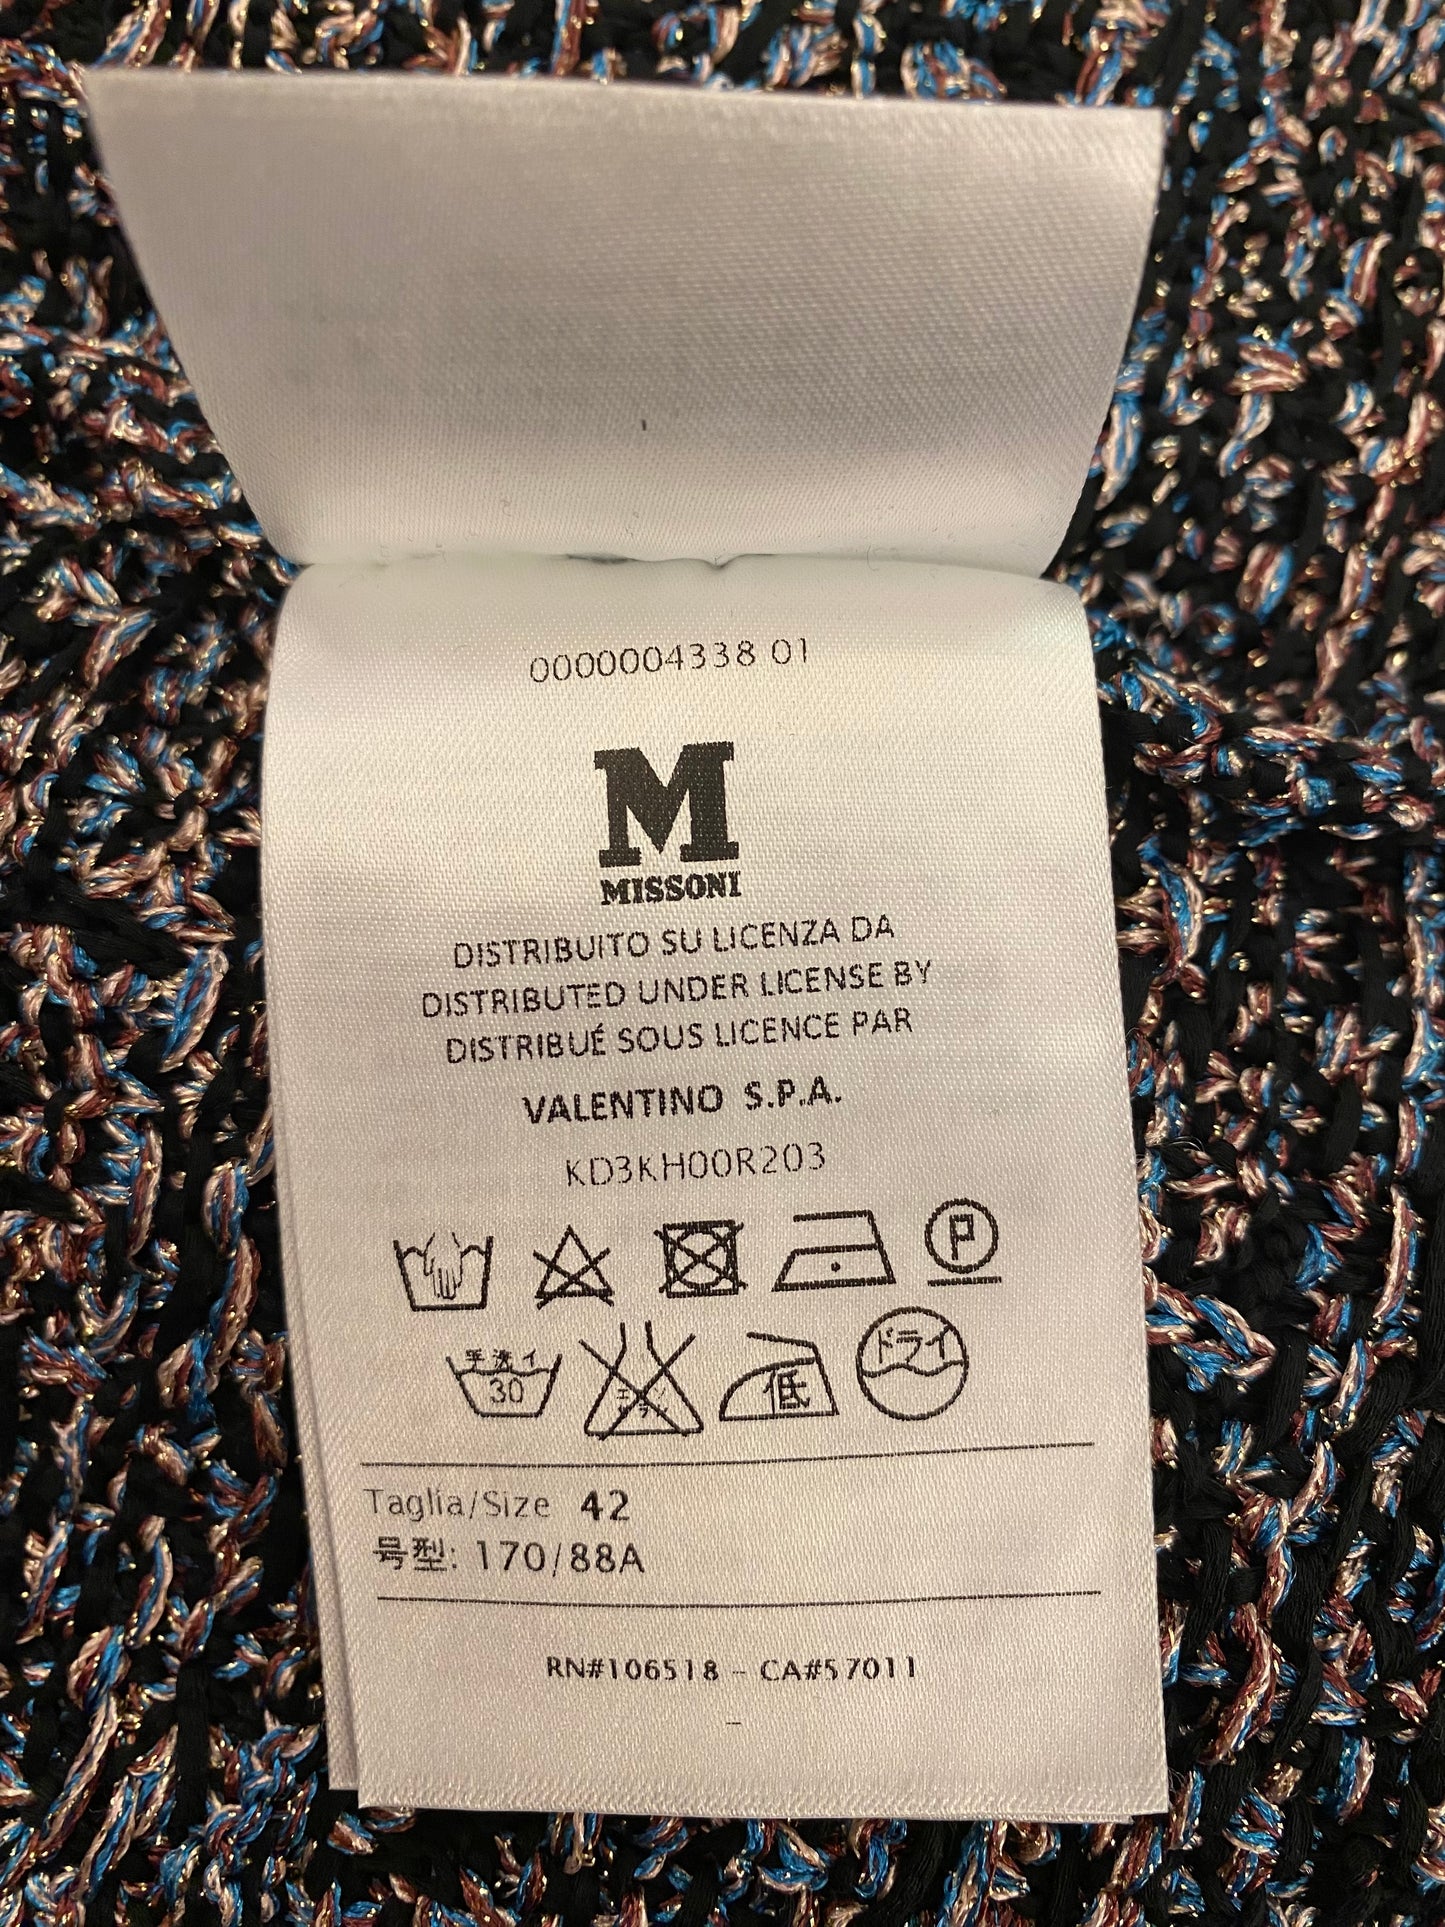 0000004338 01
M
MISSONI
DISTRIBUITO SU LICENZA DA
DISTRIBUTED UNDER LICENSE BY
DISTRIBUÉ SOUS LICENCE PAR
VALENTINO S.P.A.
KD3KH00R203
P
手洗イ
30
低
ドライ
Taglia/Size 42
号型: 170/88A
RN#106518 - CA#57011
–